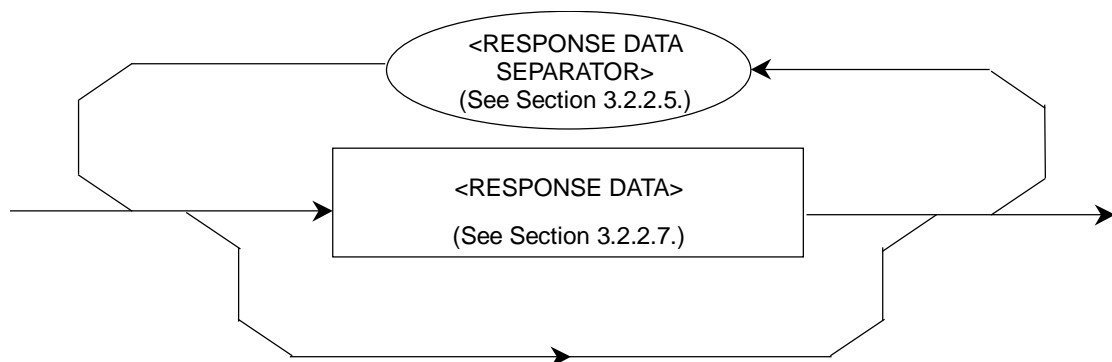 <RESPONSE DATA
SEPARATOR>
(See Section 3.2.2.5.)
<RESPONSE DATA>
(See Section 3.2.2.7.)